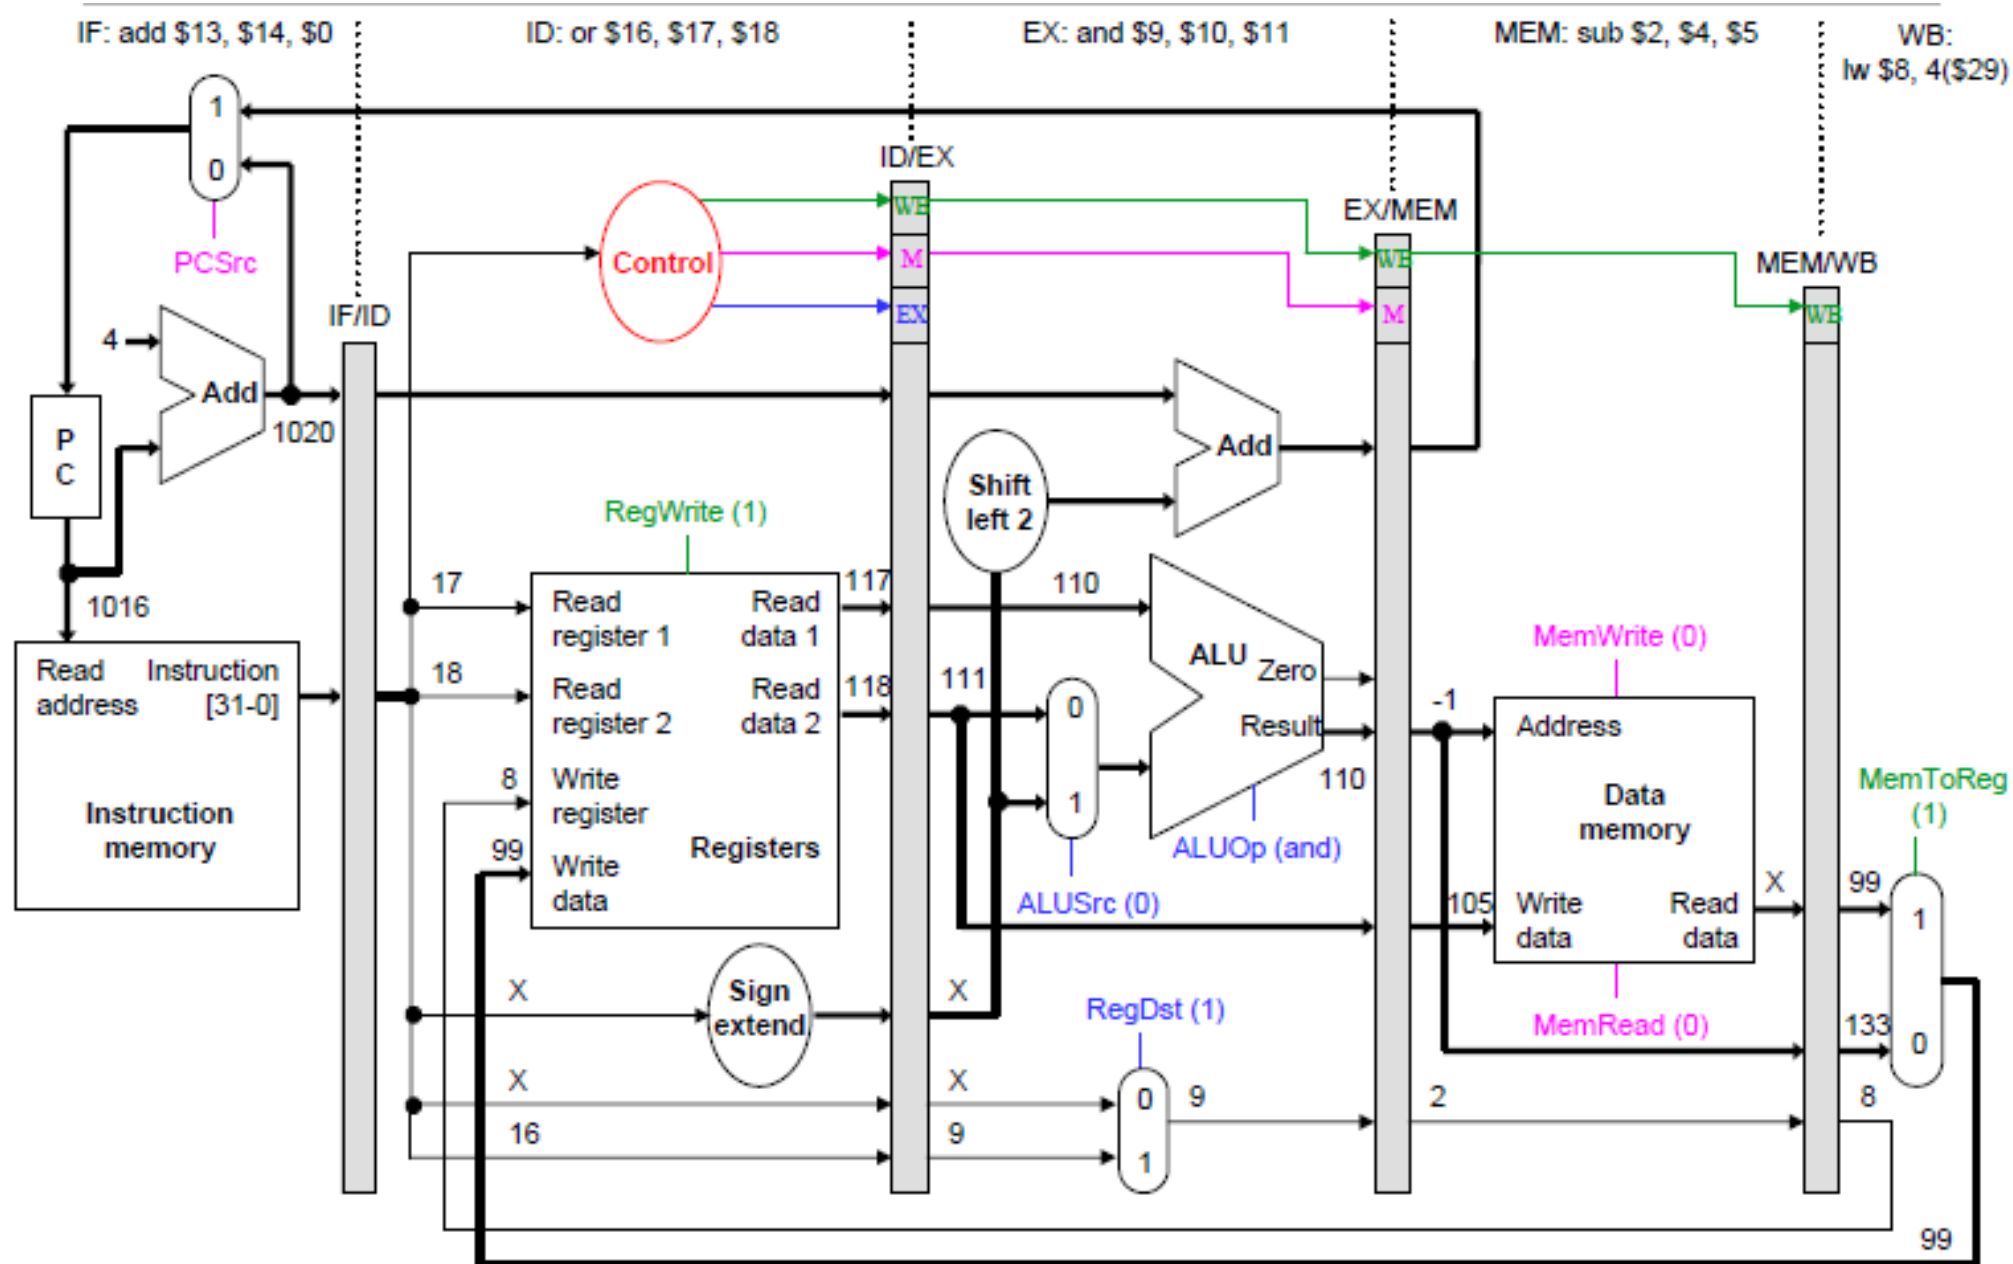 IF: add $13, $14, $0
ID: or $16, $17, $18
EX: and $9, $10, $11
MEM: sub $2, $4, $5
WB:
lw $8, 4($29)
1
0
PCSrc
4
Add
1020
P
C
1016
Read
address
Instruction
[31-0]
Instruction
memory
IF/ID
Control
17
18
RegWrite (1)
Read
register 1
Read
data 1
Read
register 2
Read
data 2
8
Write
register
99
Write
data
Registers
117
118
X
Sign
extend
X
16
ID/EX
WB
M
EX
Shift
left 2
Add
110
111
0
1
ALUSrc (0)
ALU
Zero
Result
ALUOp (and)
110
X
X
9
RegDst (1)
0
1
9
EX/MEM
WB
M
-1
MemWrite (0)
Address
Data
memory
105
Write
data
Read
data
MemRead (0)
X
2
MEM/WB
WB
MemToReg
(1)
99
1
133
0
8
99